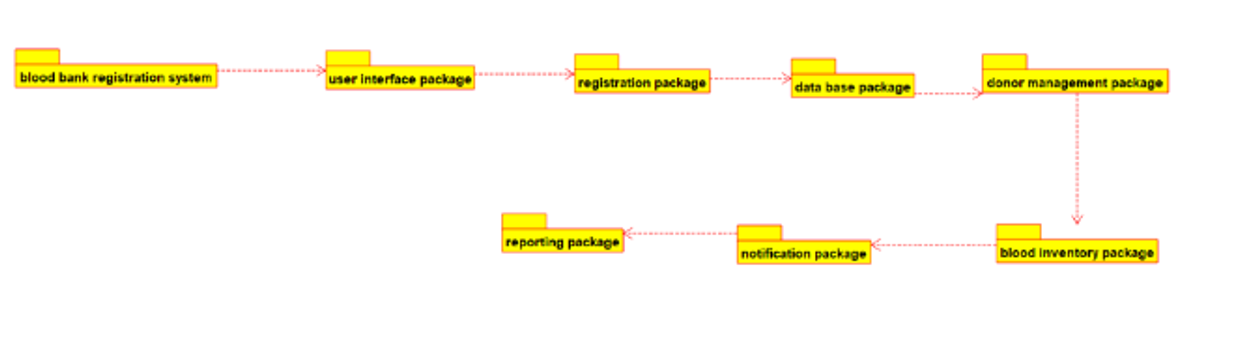 blood bank registration system
user interface package
registration package
data base package
donor management package
reporting package
notification package
blood inventory package